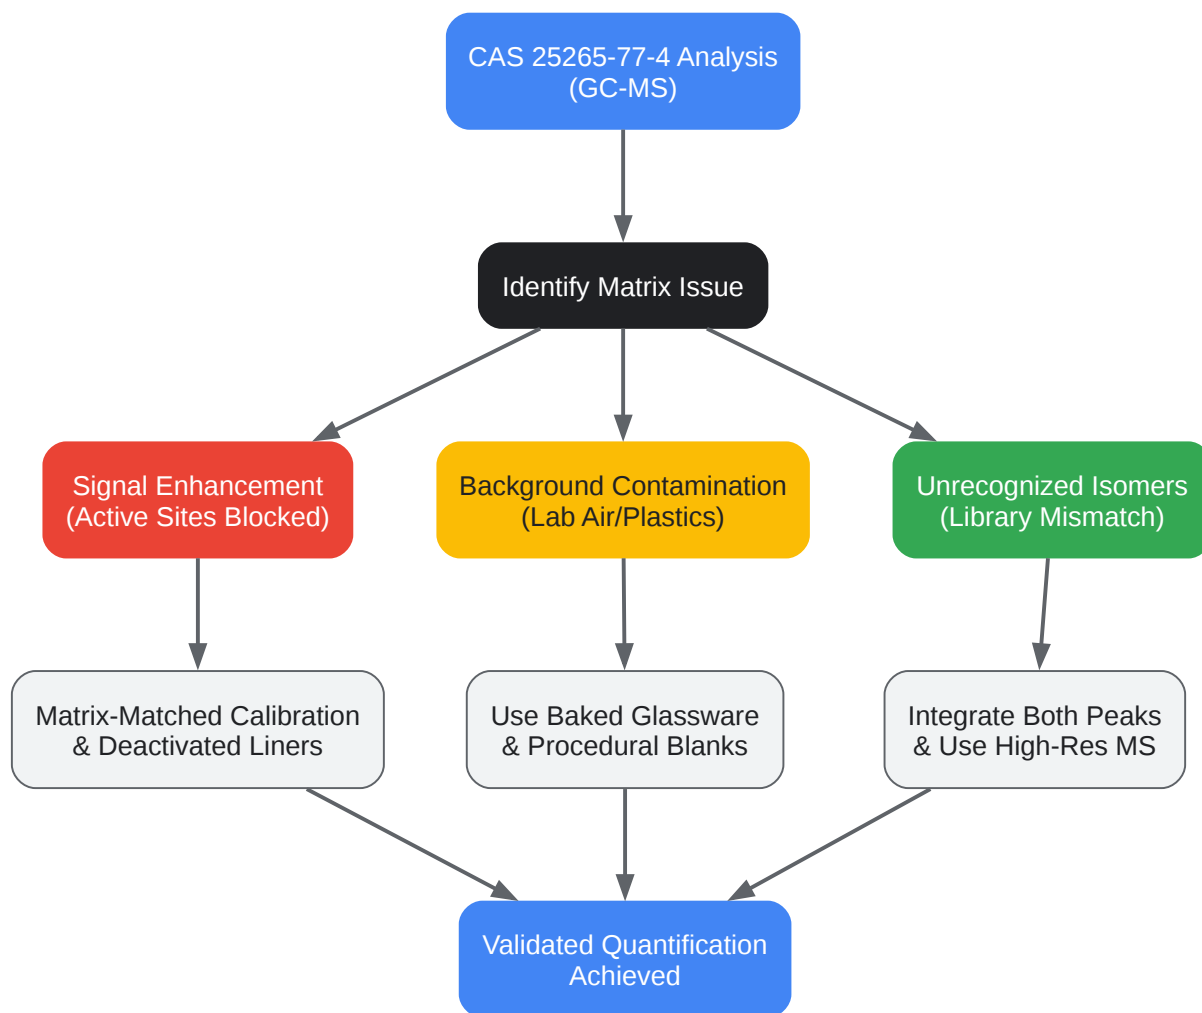 CAS 25265-77-4 Analysis
(GC-MS)
Identify Matrix Issue
Signal Enhancement
(Active Sites Blocked)
Background Contamination
(Lab Air/Plastics)
Unrecognized Isomers
(Library Mismatch)
Matrix-Matched Calibration
& Deactivated Liners
Use Baked Glassware
& Procedural Blanks
Integrate Both Peaks
& Use High-Res MS
Validated Quantification
Achieved